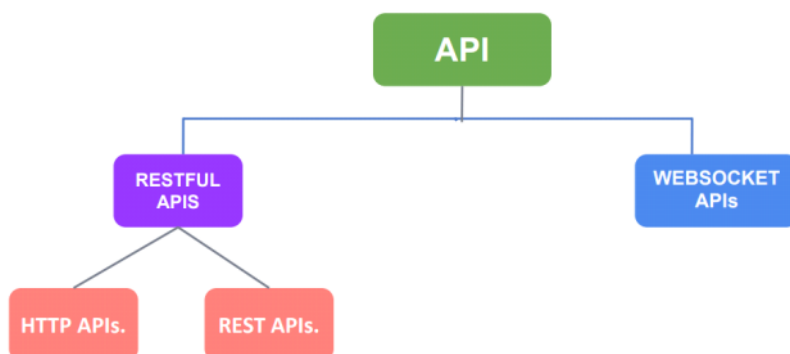 API
RESTFUL
APIS
WEBSOCKET
APIs
HTTP APIs.
REST APIs.